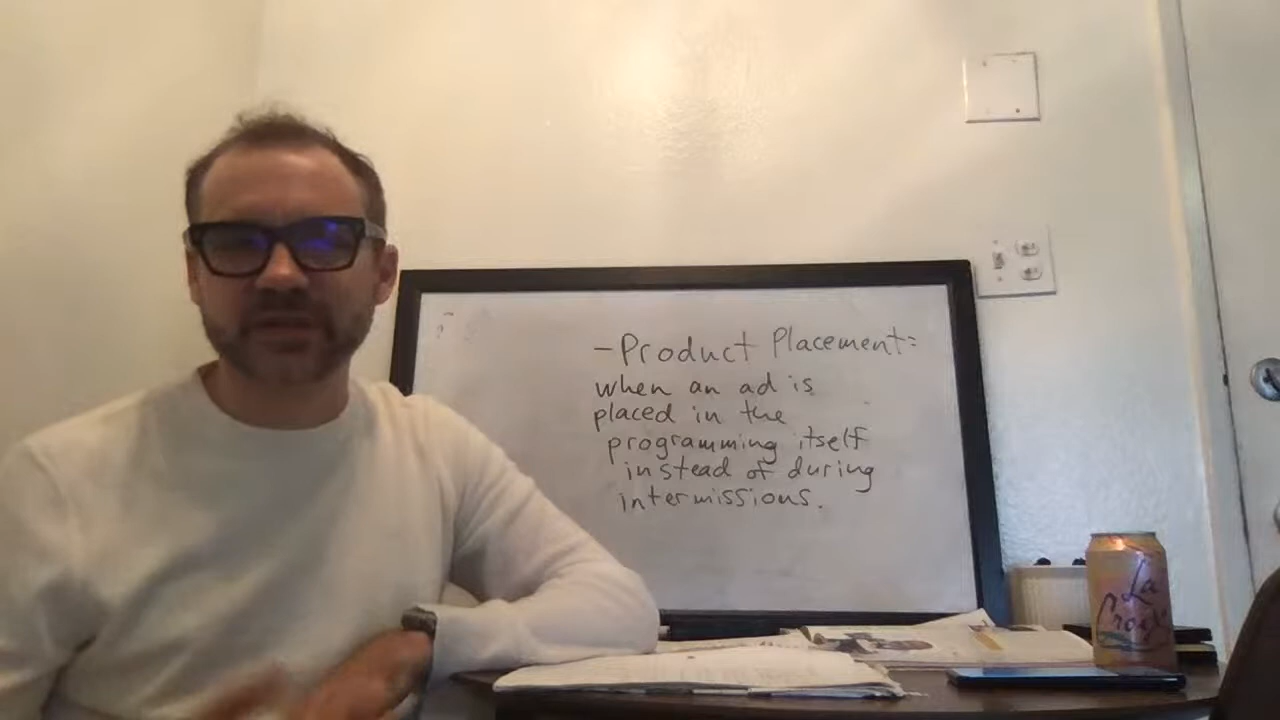 - Product Placement:
when an ad is
placed in the
programming itself
instead of during
intermissions.
La
Croix